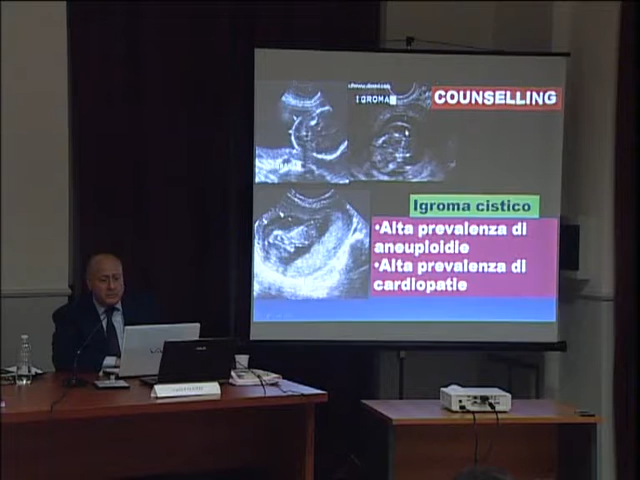 IGROMA
COUNSELLING
Igroma cistico
•Alta prevalenza di
aneuploidie
•Alta prevalenza di
cardiopatie